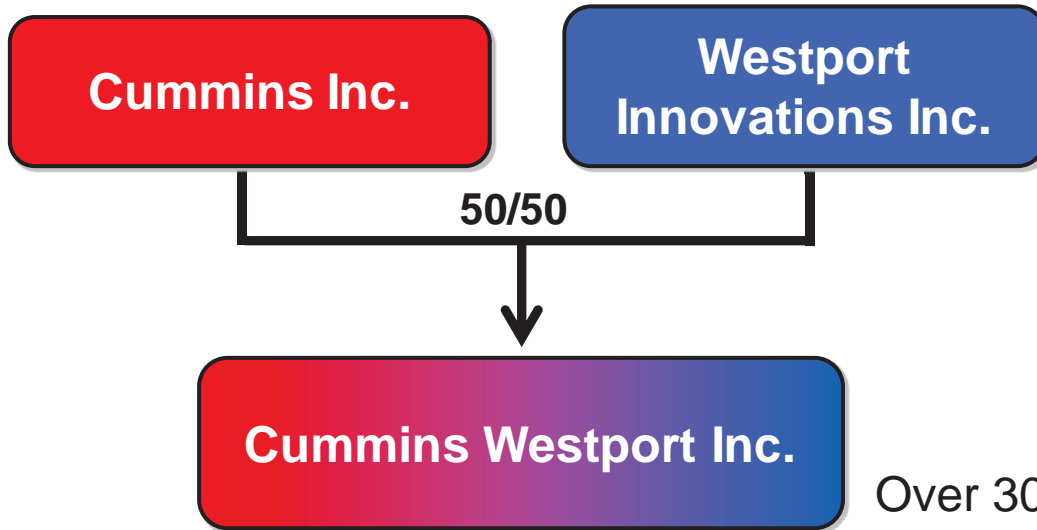 Cummins Inc.
Westport
Innovations Inc.
50/50
Cummins Westport Inc.
Over 30